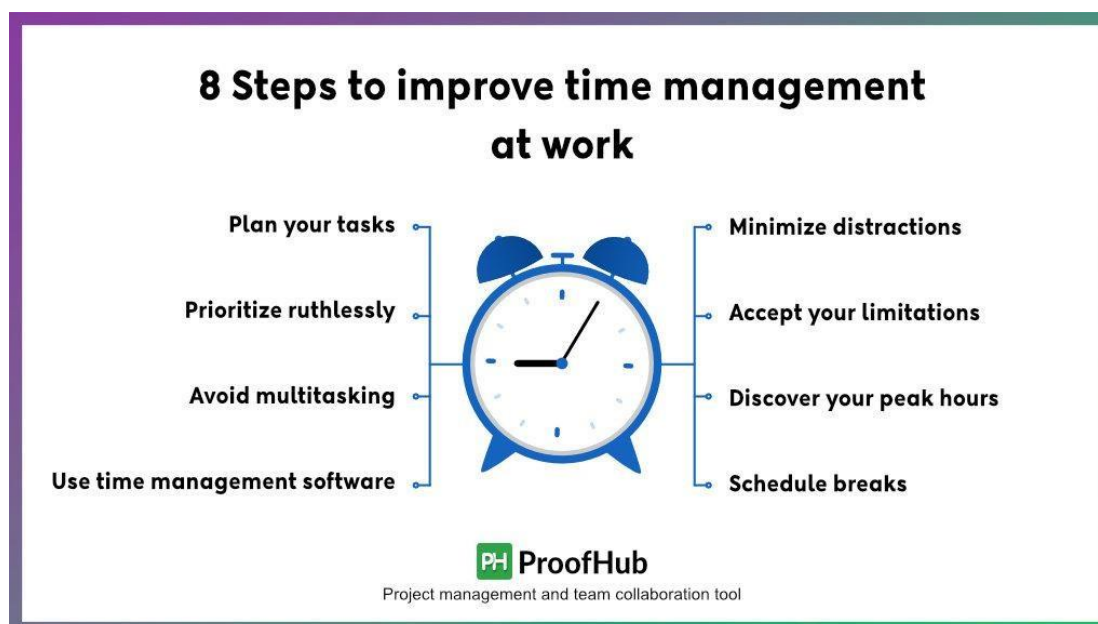 8 Steps to improve time management
at work
Plan your tasks
Prioritize ruthlessly
Avoid multitasking
Use time management software
Minimize distractions
Accept your limitations
Discover your peak hours
Schedule breaks
PH ProofHub
Project management and team collaboration tool